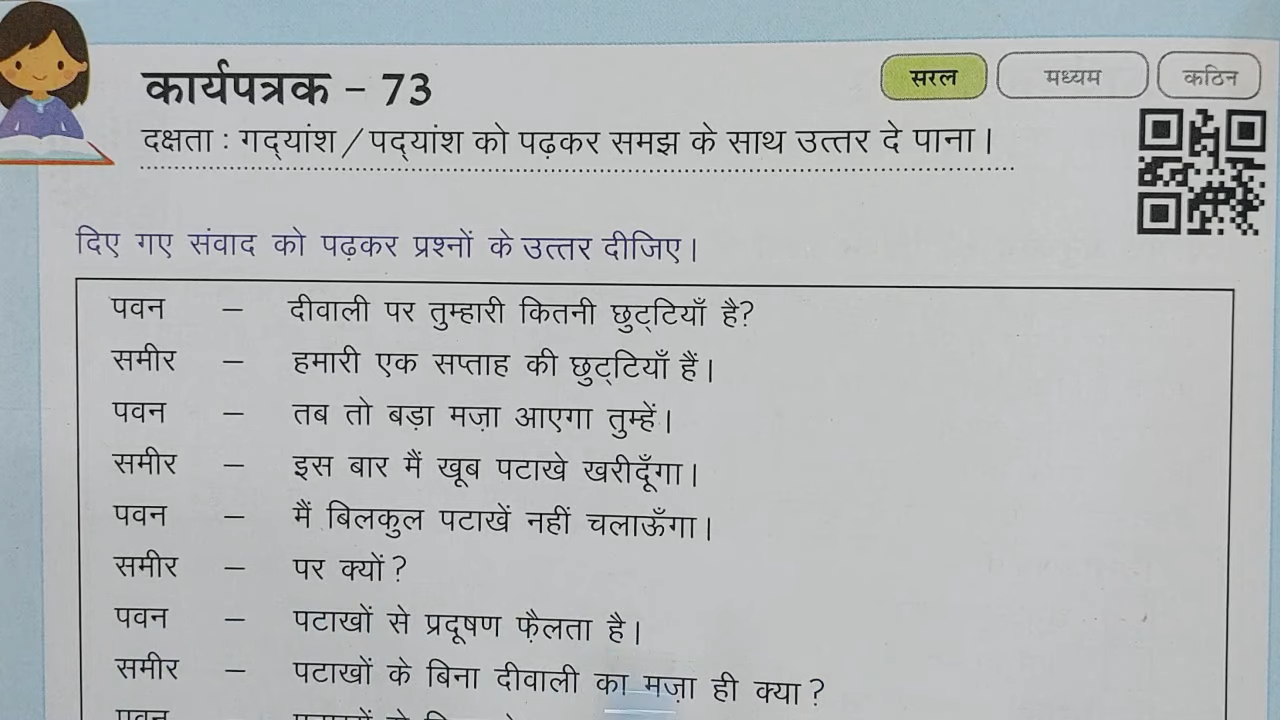 कार्यपत्रक – 73
सरल
मध्यम
कठिन
दक्षता : गद्‌यांश / पद्‌यांश को पढ़कर समझ के साथ उत्तर दे पाना।
दिए गए संवाद को पढ़कर प्रश्नों के उत्तर दीजिए।
पवन – दीवाली पर तुम्हारी कितनी छुट्‌टियाँ है?
समीर – हमारी एक सप्ताह की छुट्‌टियाँ हैं।
पवन – तब तो बड़ा मज़ा आएगा तुम्हें।
समीर – इस बार मैं खूब पटाखे खरीदूँगा।
पवन – मैं बिलकुल पटाखें नहीं चलाऊँगा।
समीर – पर क्यों?
पवन – पटाखों से प्रदूषण फ़ैलता है।
समीर – पटाखों के बिना दीवाली का मज़ा ही क्या?
पवन